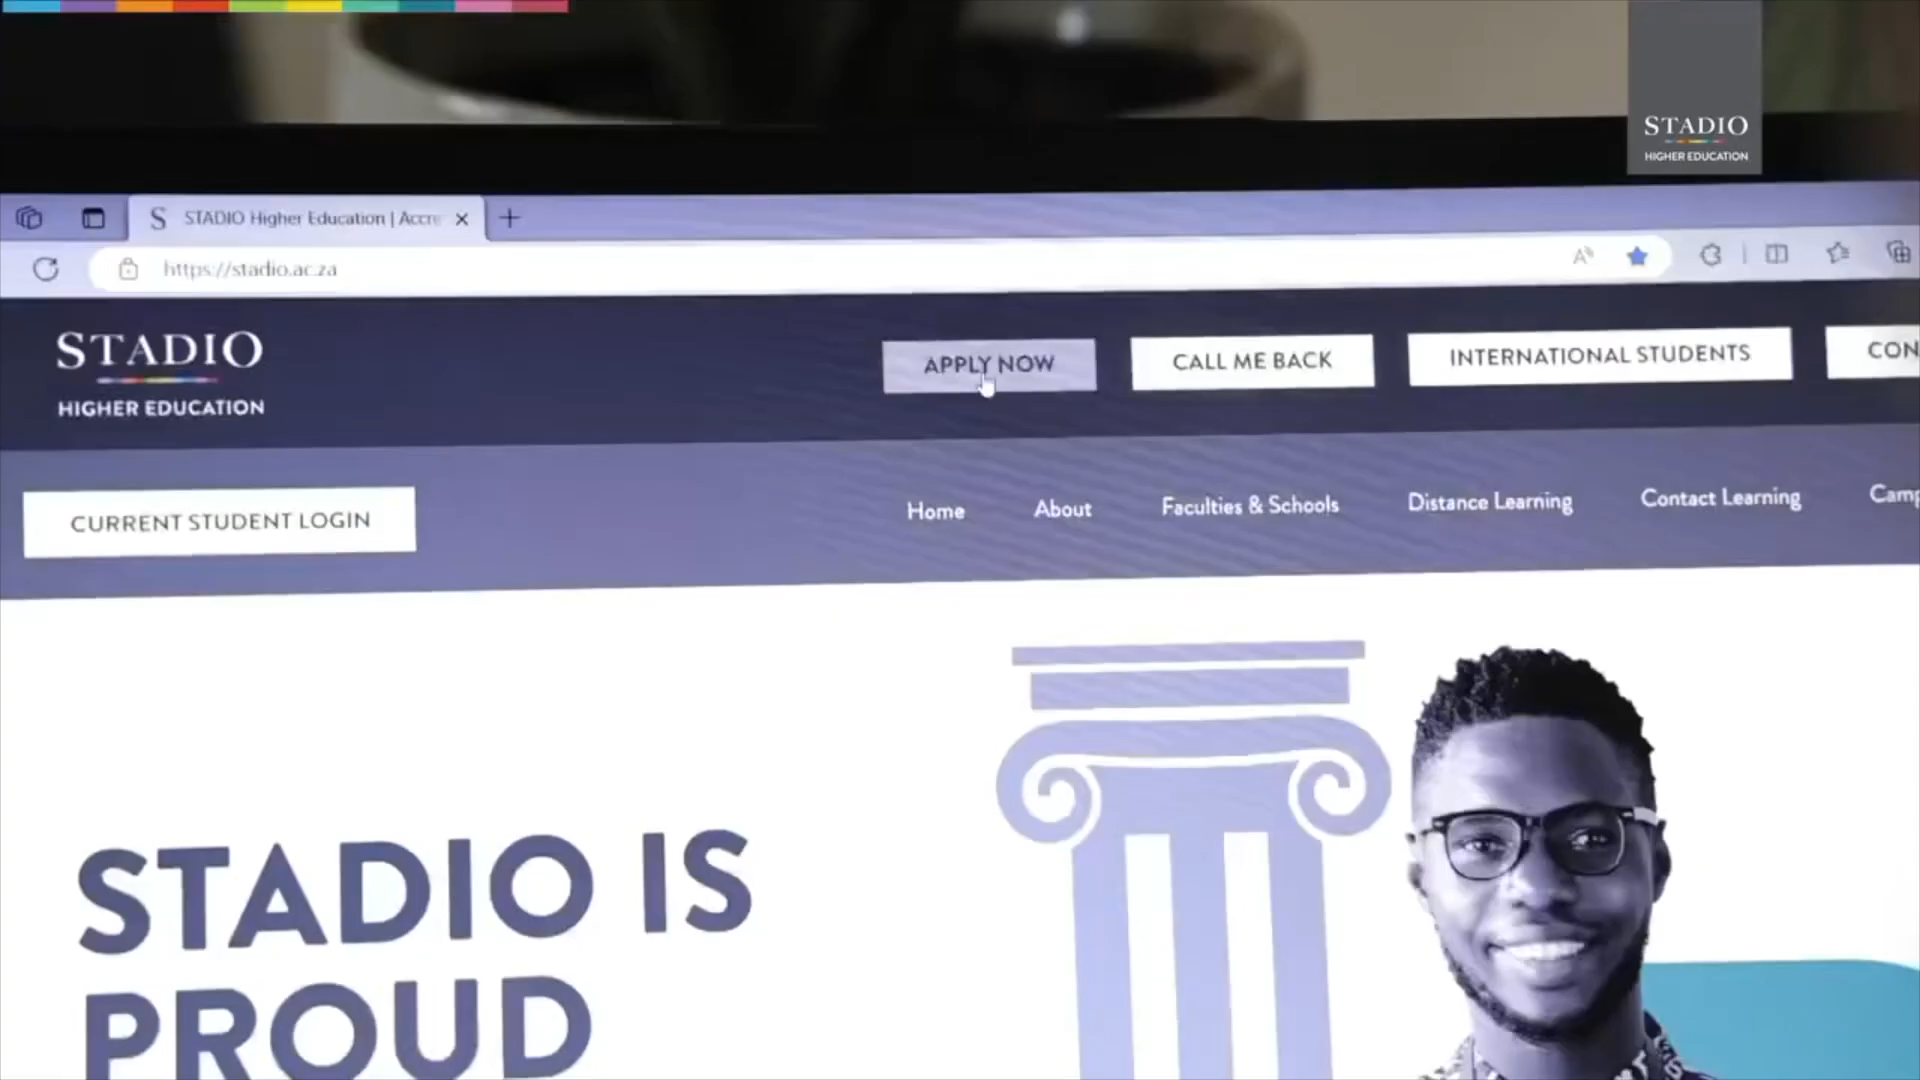 STADIO
HIGHER EDUCATION
STADIO Higher Education | Accre
https://stadio.ac.za
STADIO
HIGHER EDUCATION
APPLY NOW
CALL ME BACK
INTERNATIONAL STUDENTS
CON
CURRENT STUDENT LOGIN
Home
About
Faculties & Schools
Distance Learning
Contact Learning
Camp
STADIO IS
PROUD